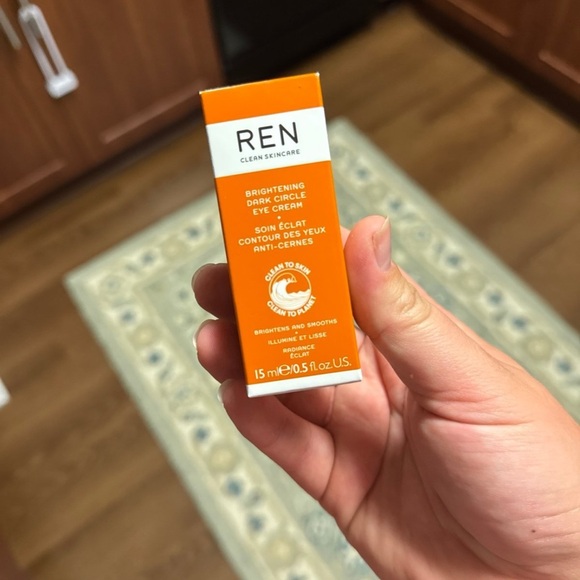 REN
CLEAN SKINCARE
BRIGHTENING
DARK CIRCLE
EYE CREAM
•
SOIN ÉCLAT
CONTOUR DES YEUX
ANTI-CERNES
CLEAN TO SKIN
CLEAN TO PLANET
BRIGHTENS AND SMOOTHS
•
ILLUMINE ET LISSE
RADIANCE
ÉCLAT
15 ml ℮/0.5 fl.oz.U.S.